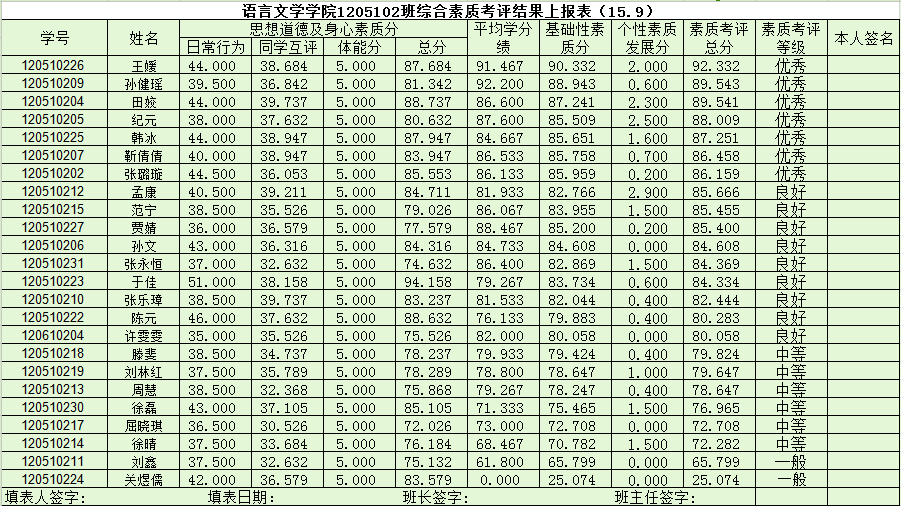 语言文学学院1205102班综合素质考评结果上报表（15.9）
学号 姓名 思想道德及身心素质分 平均学分绩 基础性素质分 个性素质发展分 素质考评总分 素质考评等级 本人签名
日常行为 同学互评 体能分 总分
120510226 王媛 44.000 38.684 5.000 87.684 91.467 90.332 2.000 92.332 优秀
120510209 孙健瑶 39.500 36.842 5.000 81.342 92.200 88.943 0.600 89.543 优秀
120510204 田姣 44.000 39.737 5.000 88.737 86.600 87.241 2.300 89.541 优秀
120510205 纪元 38.000 37.632 5.000 80.632 87.600 85.509 2.500 88.009 优秀
120510225 韩冰 44.000 38.947 5.000 87.947 84.667 85.651 1.600 87.251 优秀
120510207 靳倩倩 40.000 38.947 5.000 83.947 86.533 85.758 0.700 86.458 优秀
120510202 张璐璇 44.500 36.053 5.000 85.553 86.133 85.959 0.200 86.159 优秀
120510212 孟康 40.500 39.211 5.000 84.711 81.933 82.766 2.900 85.666 良好
120510215 范宁 38.500 35.526 5.000 79.026 86.067 83.955 1.500 85.455 良好
120510227 贾婧 36.000 36.579 5.000 77.579 88.467 85.200 0.200 85.400 良好
120510206 孙文 43.000 36.316 5.000 84.316 84.733 84.608 0.000 84.608 良好
120510231 张永恒 37.000 32.632 5.000 74.632 86.400 82.869 1.500 84.369 良好
120510223 于佳 51.000 38.158 5.000 94.158 79.267 83.734 0.600 84.334 良好
120510210 张乐璋 38.500 39.737 5.000 83.237 81.533 82.044 0.400 82.444 良好
120510222 陈元 46.000 37.632 5.000 88.632 76.133 79.883 0.400 80.283 良好
120610204 许雯雯 35.000 35.526 5.000 75.526 82.000 80.058 0.000 80.058 良好
120510218 滕斐 38.500 34.737 5.000 78.237 79.933 79.424 0.400 79.824 中等
120510219 刘林红 37.500 35.789 5.000 78.289 78.800 78.647 1.000 79.647 中等
120510213 周慧 38.500 32.368 5.000 75.868 79.267 78.247 0.400 78.647 中等
120510230 徐磊 43.000 37.105 5.000 85.105 71.333 75.465 1.500 76.965 中等
120510217 屈晓琪 36.500 30.526 5.000 72.026 73.000 72.708 0.000 72.708 中等
120510214 徐晴 37.500 33.684 5.000 76.184 68.467 70.782 1.500 72.282 中等
120510211 刘鑫 37.500 32.632 5.000 75.132 61.800 65.799 0.000 65.799 一般
120510224 关煜儒 42.000 36.579 5.000 83.579 0.000 25.074 0.000 25.074 一般
填表人签字： 填表日期： 班长签字： 班主任签字：